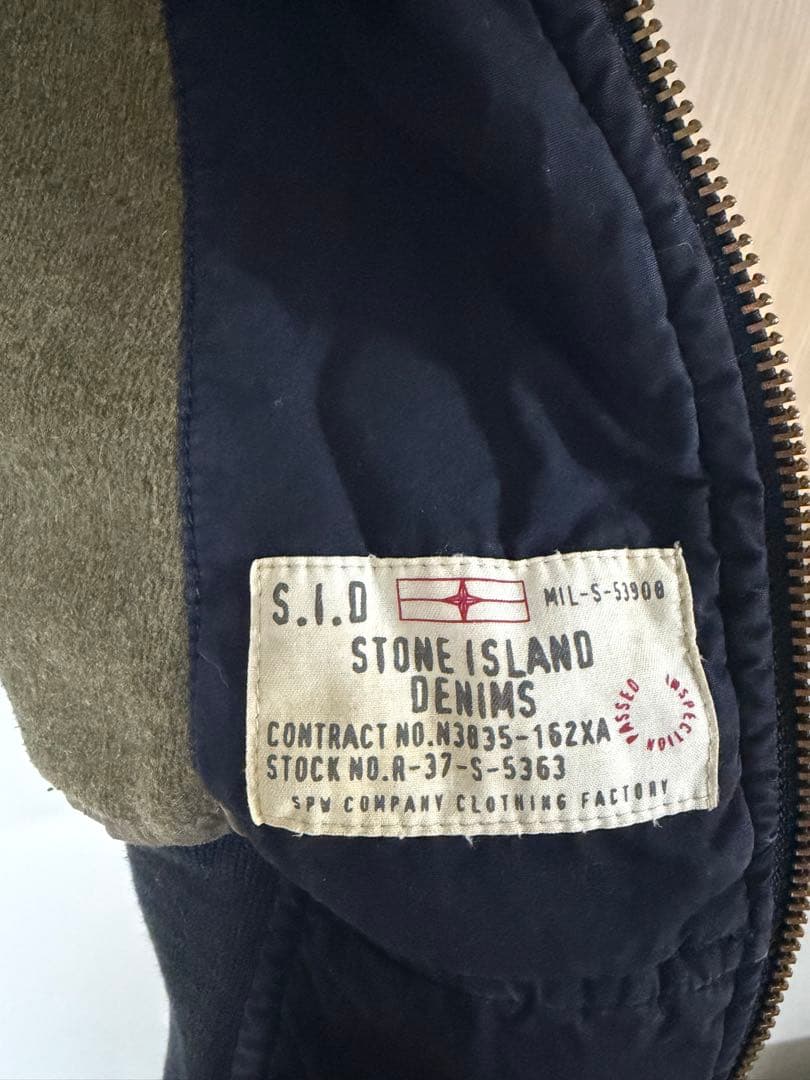 S.I.D
MIL-S-53908
STONE ISLAND
DENIMS
CONTRACT NO.N3835-162XA
STOCK NO.R-37-S-5363
INSPECTION PASSED
SPW COMPANY CLOTHING FACTORY